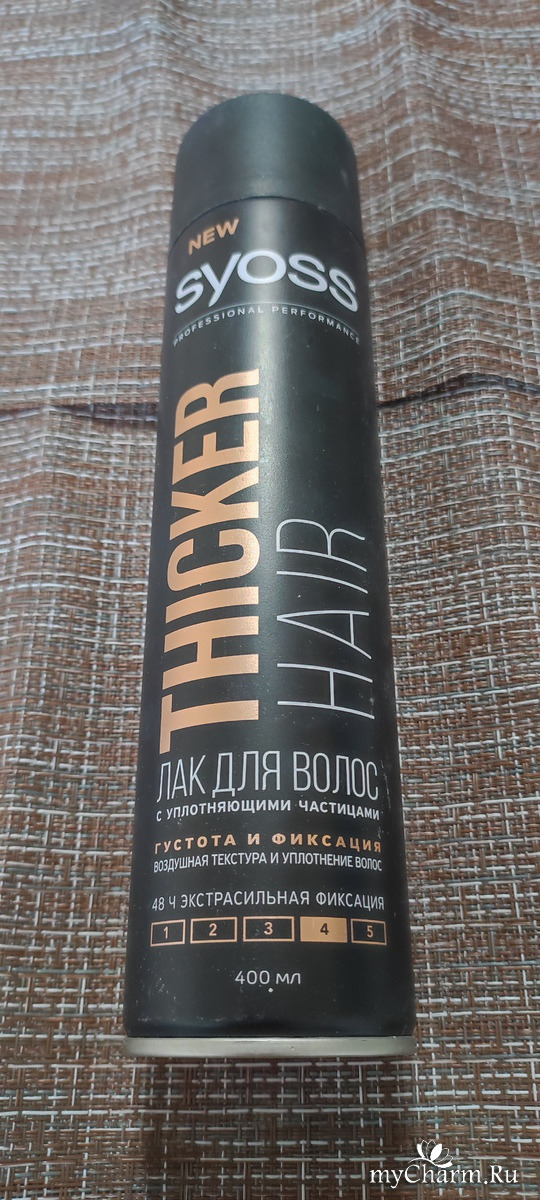 NEW
syoss
PROFESSIONAL PERFORMANCE
THICKER
HAIR
ЛАК ДЛЯ ВОЛОС
С УПЛОТНЯЮЩИМИ ЧАСТИЦАМИ
ГУСТОТА И ФИКСАЦИЯ
ВОЗДУШНАЯ ТЕКСТУРА И УПЛОТНЕНИЕ ВОЛОС
48 Ч ЭКСТРАСИЛЬНАЯ ФИКСАЦИЯ
1 2 3 4 5
400 МЛ
myCharm.Ru